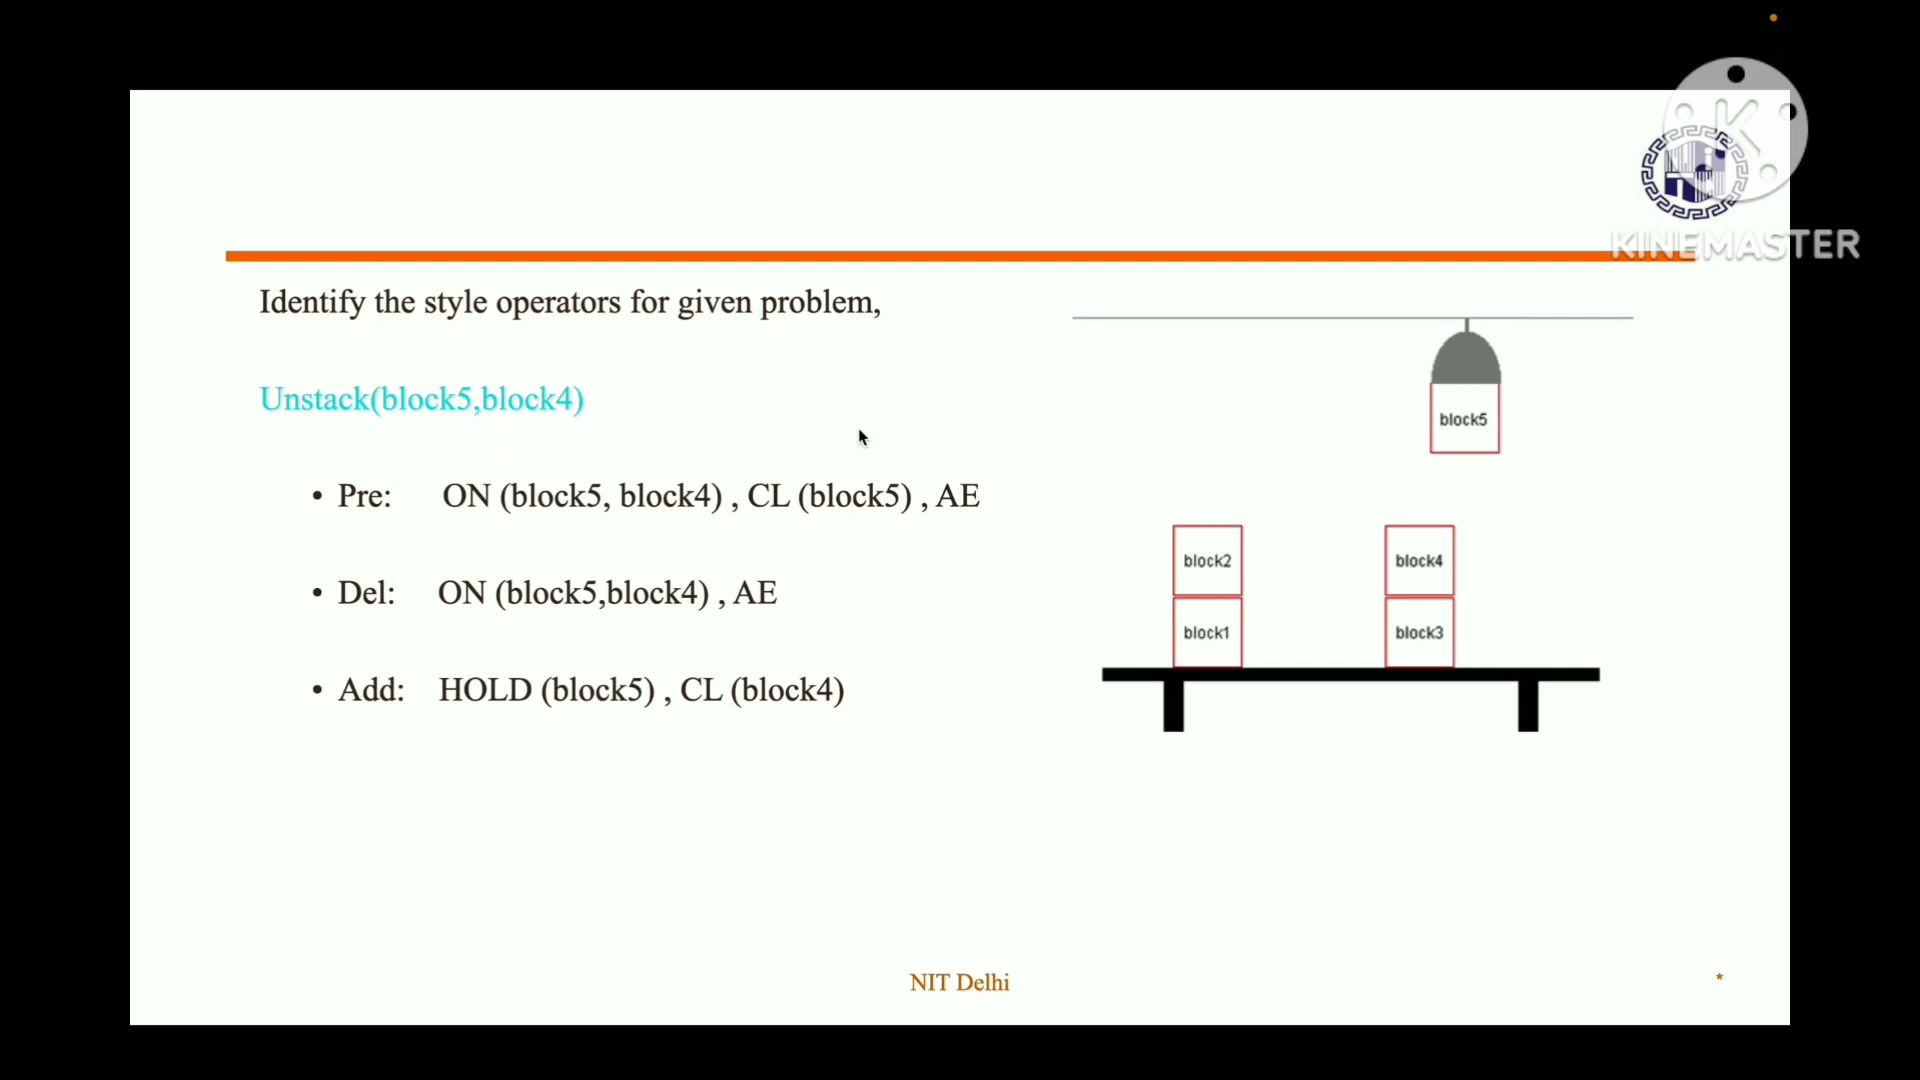 KINEMASTER
Identify the style operators for given problem,
Unstack(block5,block4)
• Pre: ON (block5, block4) , CL (block5) , AE
• Del: ON (block5,block4) , AE
• Add: HOLD (block5) , CL (block4)
block5
block2
block4
block1
block3
NIT Delhi
*